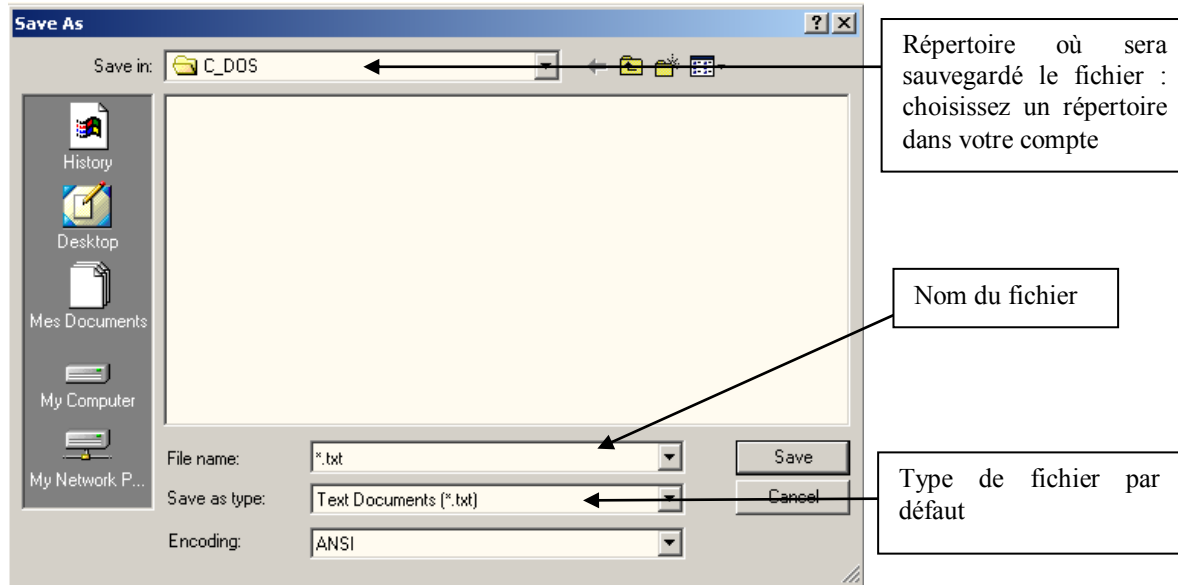 Save As
Save in:
C_DOS
History
Desktop
Mes Documents
My Computer
My Network P...
File name:
*.txt
Save
Save as type:
Text Documents (*.txt)
Cancel
Encoding:
ANSI
Répertoire où sera
sauvegardé le fichier :
choisissez un répertoire
dans votre compte
Nom du fichier
Type de fichier par
défaut